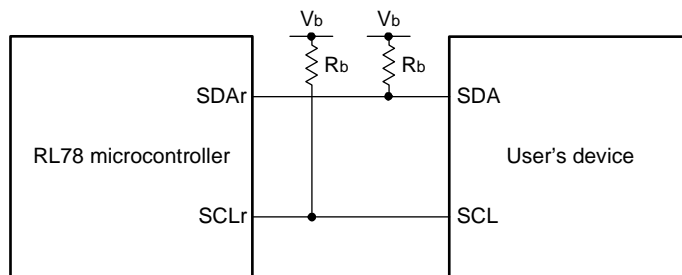 Vb Vb
Rb Rb
SDAr SDA
RL78 microcontroller User's device
SCLr SCL